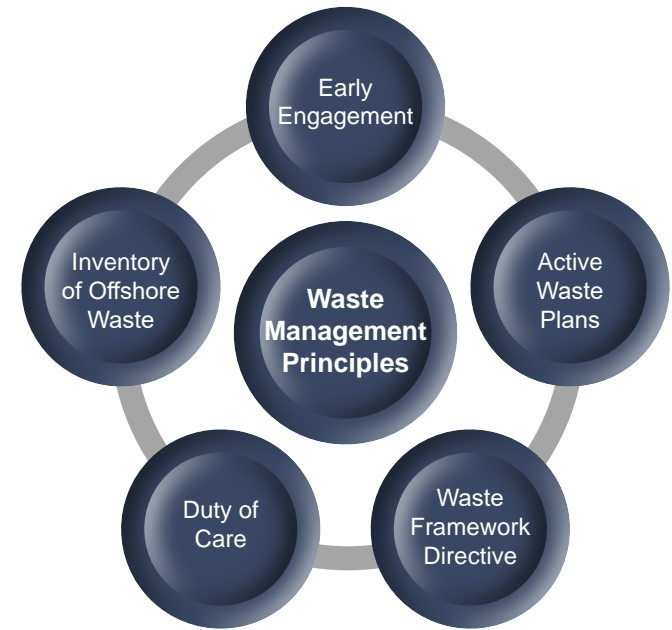 Early
Engagement
Inventory
of Offshore
Waste
Active
Waste
Plans
Waste
Management
Principles
Duty of
Care
Waste
Framework
Directive